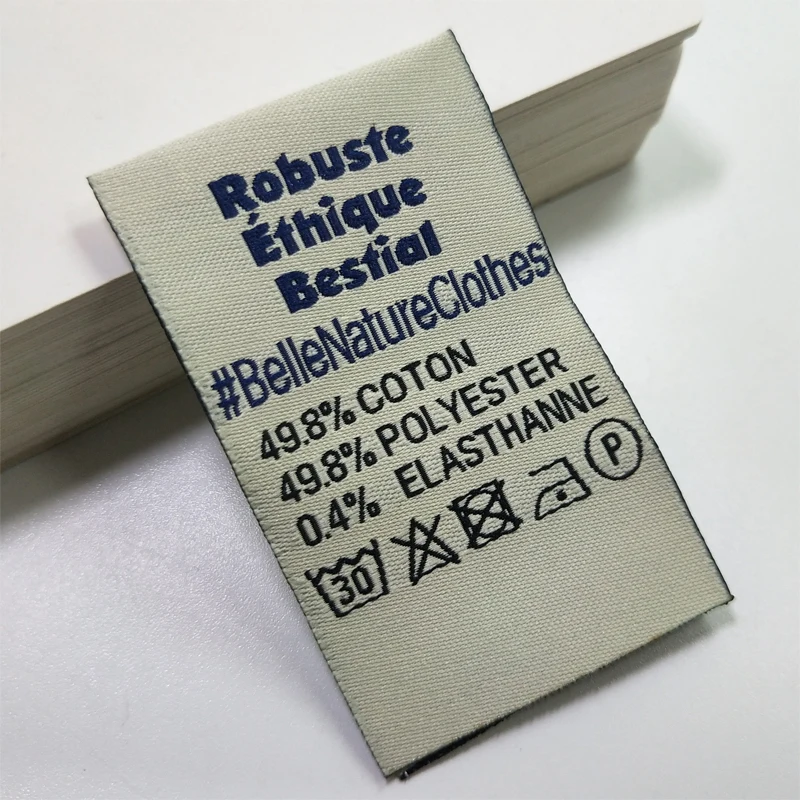 Robuste
Éthique
Bestial
#BelleNatureClothes
49.8% COTON
49.8% POLYESTER
0.4% ELASTHANNE
30 P